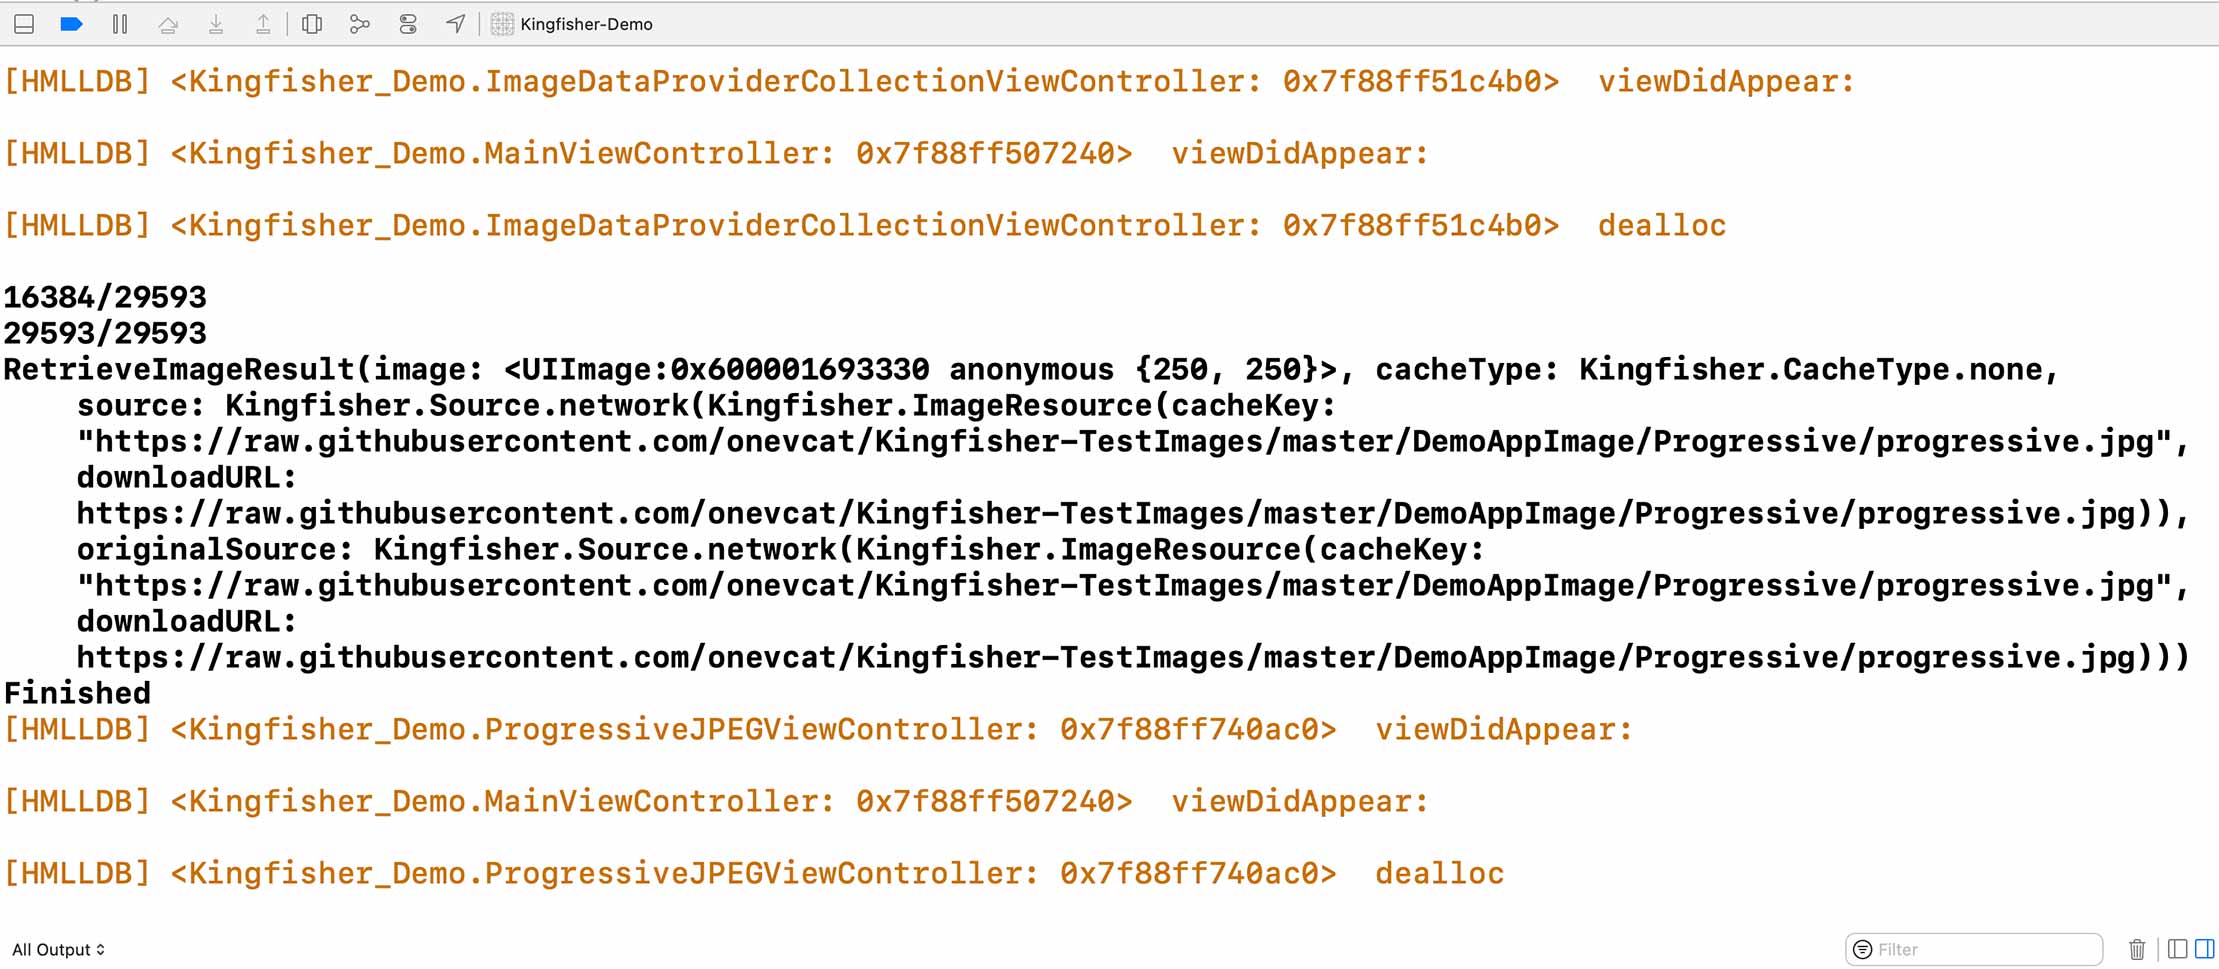 Kingfisher-Demo
[HMLLDB] <Kingfisher_Demo.ImageDataProviderCollectionViewController: 0x7f88ff51c4b0>  viewDidAppear:
[HMLLDB] <Kingfisher_Demo.MainViewController: 0x7f88ff507240>  viewDidAppear:
[HMLLDB] <Kingfisher_Demo.ImageDataProviderCollectionViewController: 0x7f88ff51c4b0>  dealloc
16384/29593
29593/29593
RetrieveImageResult(image: <UIImage:0x600001693330 anonymous {250, 250}>, cacheType: Kingfisher.CacheType.none,
source: Kingfisher.Source.network(Kingfisher.ImageResource(cacheKey:
"https://raw.githubusercontent.com/onevcat/Kingfisher-TestImages/master/DemoAppImage/Progressive/progressive.jpg",
downloadURL:
https://raw.githubusercontent.com/onevcat/Kingfisher-TestImages/master/DemoAppImage/Progressive/progressive.jpg)),
originalSource: Kingfisher.Source.network(Kingfisher.ImageResource(cacheKey:
"https://raw.githubusercontent.com/onevcat/Kingfisher-TestImages/master/DemoAppImage/Progressive/progressive.jpg",
downloadURL:
https://raw.githubusercontent.com/onevcat/Kingfisher-TestImages/master/DemoAppImage/Progressive/progressive.jpg)))
Finished
[HMLLDB] <Kingfisher_Demo.ProgressiveJPEGViewController: 0x7f88ff740ac0>  viewDidAppear:
[HMLLDB] <Kingfisher_Demo.MainViewController: 0x7f88ff507240>  viewDidAppear:
[HMLLDB] <Kingfisher_Demo.ProgressiveJPEGViewController: 0x7f88ff740ac0>  dealloc
All Output
Filter